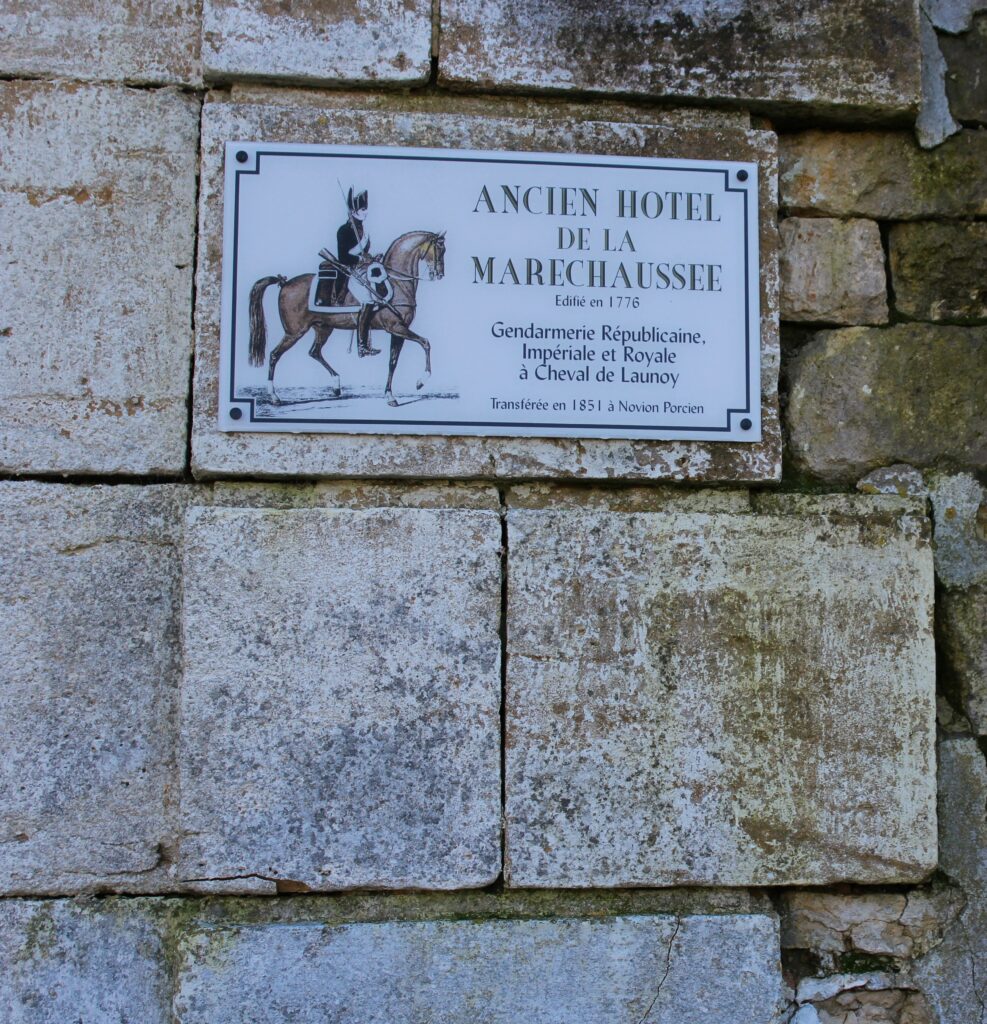 ANCIEN HOTEL
DE LA
MARECHAUSSEE
Edifié en 1776
Gendarmerie Républicaine,
Impériale et Royale
à Cheval de Launoy
Transférée en 1851 à Novion Porcien